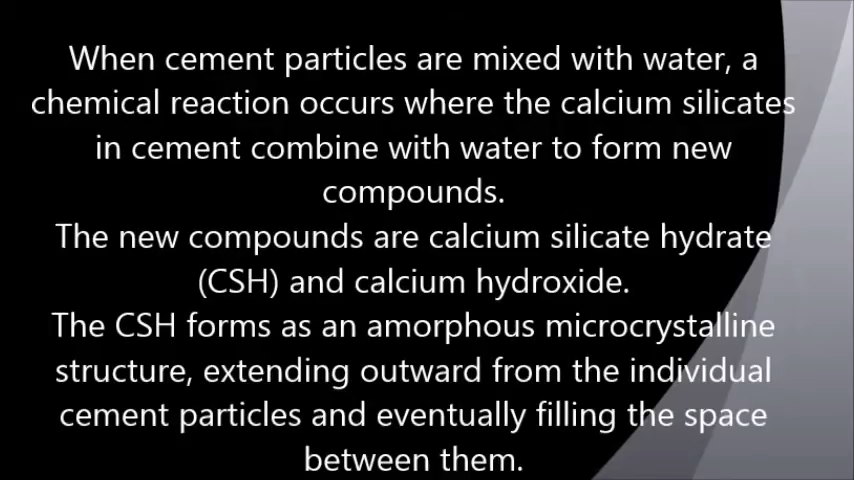 When cement particles are mixed with water, a
chemical reaction occurs where the calcium silicates
in cement combine with water to form new
compounds.
The new compounds are calcium silicate hydrate
(CSH) and calcium hydroxide.
The CSH forms as an amorphous microcrystalline
structure, extending outward from the individual
cement particles and eventually filling the space
between them.